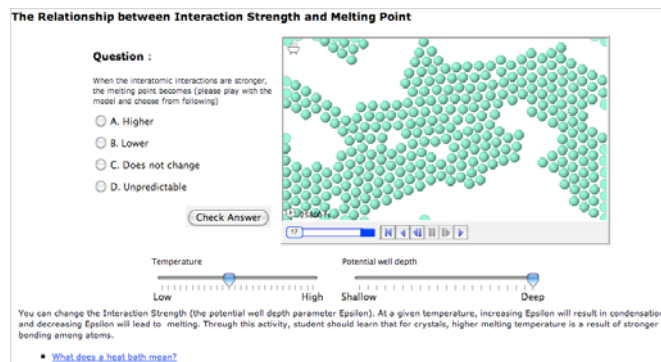 The Relationship between Interaction Strength and Melting Point
Question :
When the interatomic interactions are stronger,
the melting point becomes (please play with the
model and choose from following)
A. Higher
B. Lower
C. Does not change
D. Unpredictable
Check Answer
17
Temperature
Low High
Potential well depth
Shallow Deep
You can change the Interaction Strength (the potential well depth parameter Epsilon). At a given temperature, increasing Epsilon will result in condensation
and decreasing Epsilon will lead to melting. Through this activity, student should learn that for crystals, higher melting temperature is a result of stronger
bonding among atoms.
What does a heat bath mean?